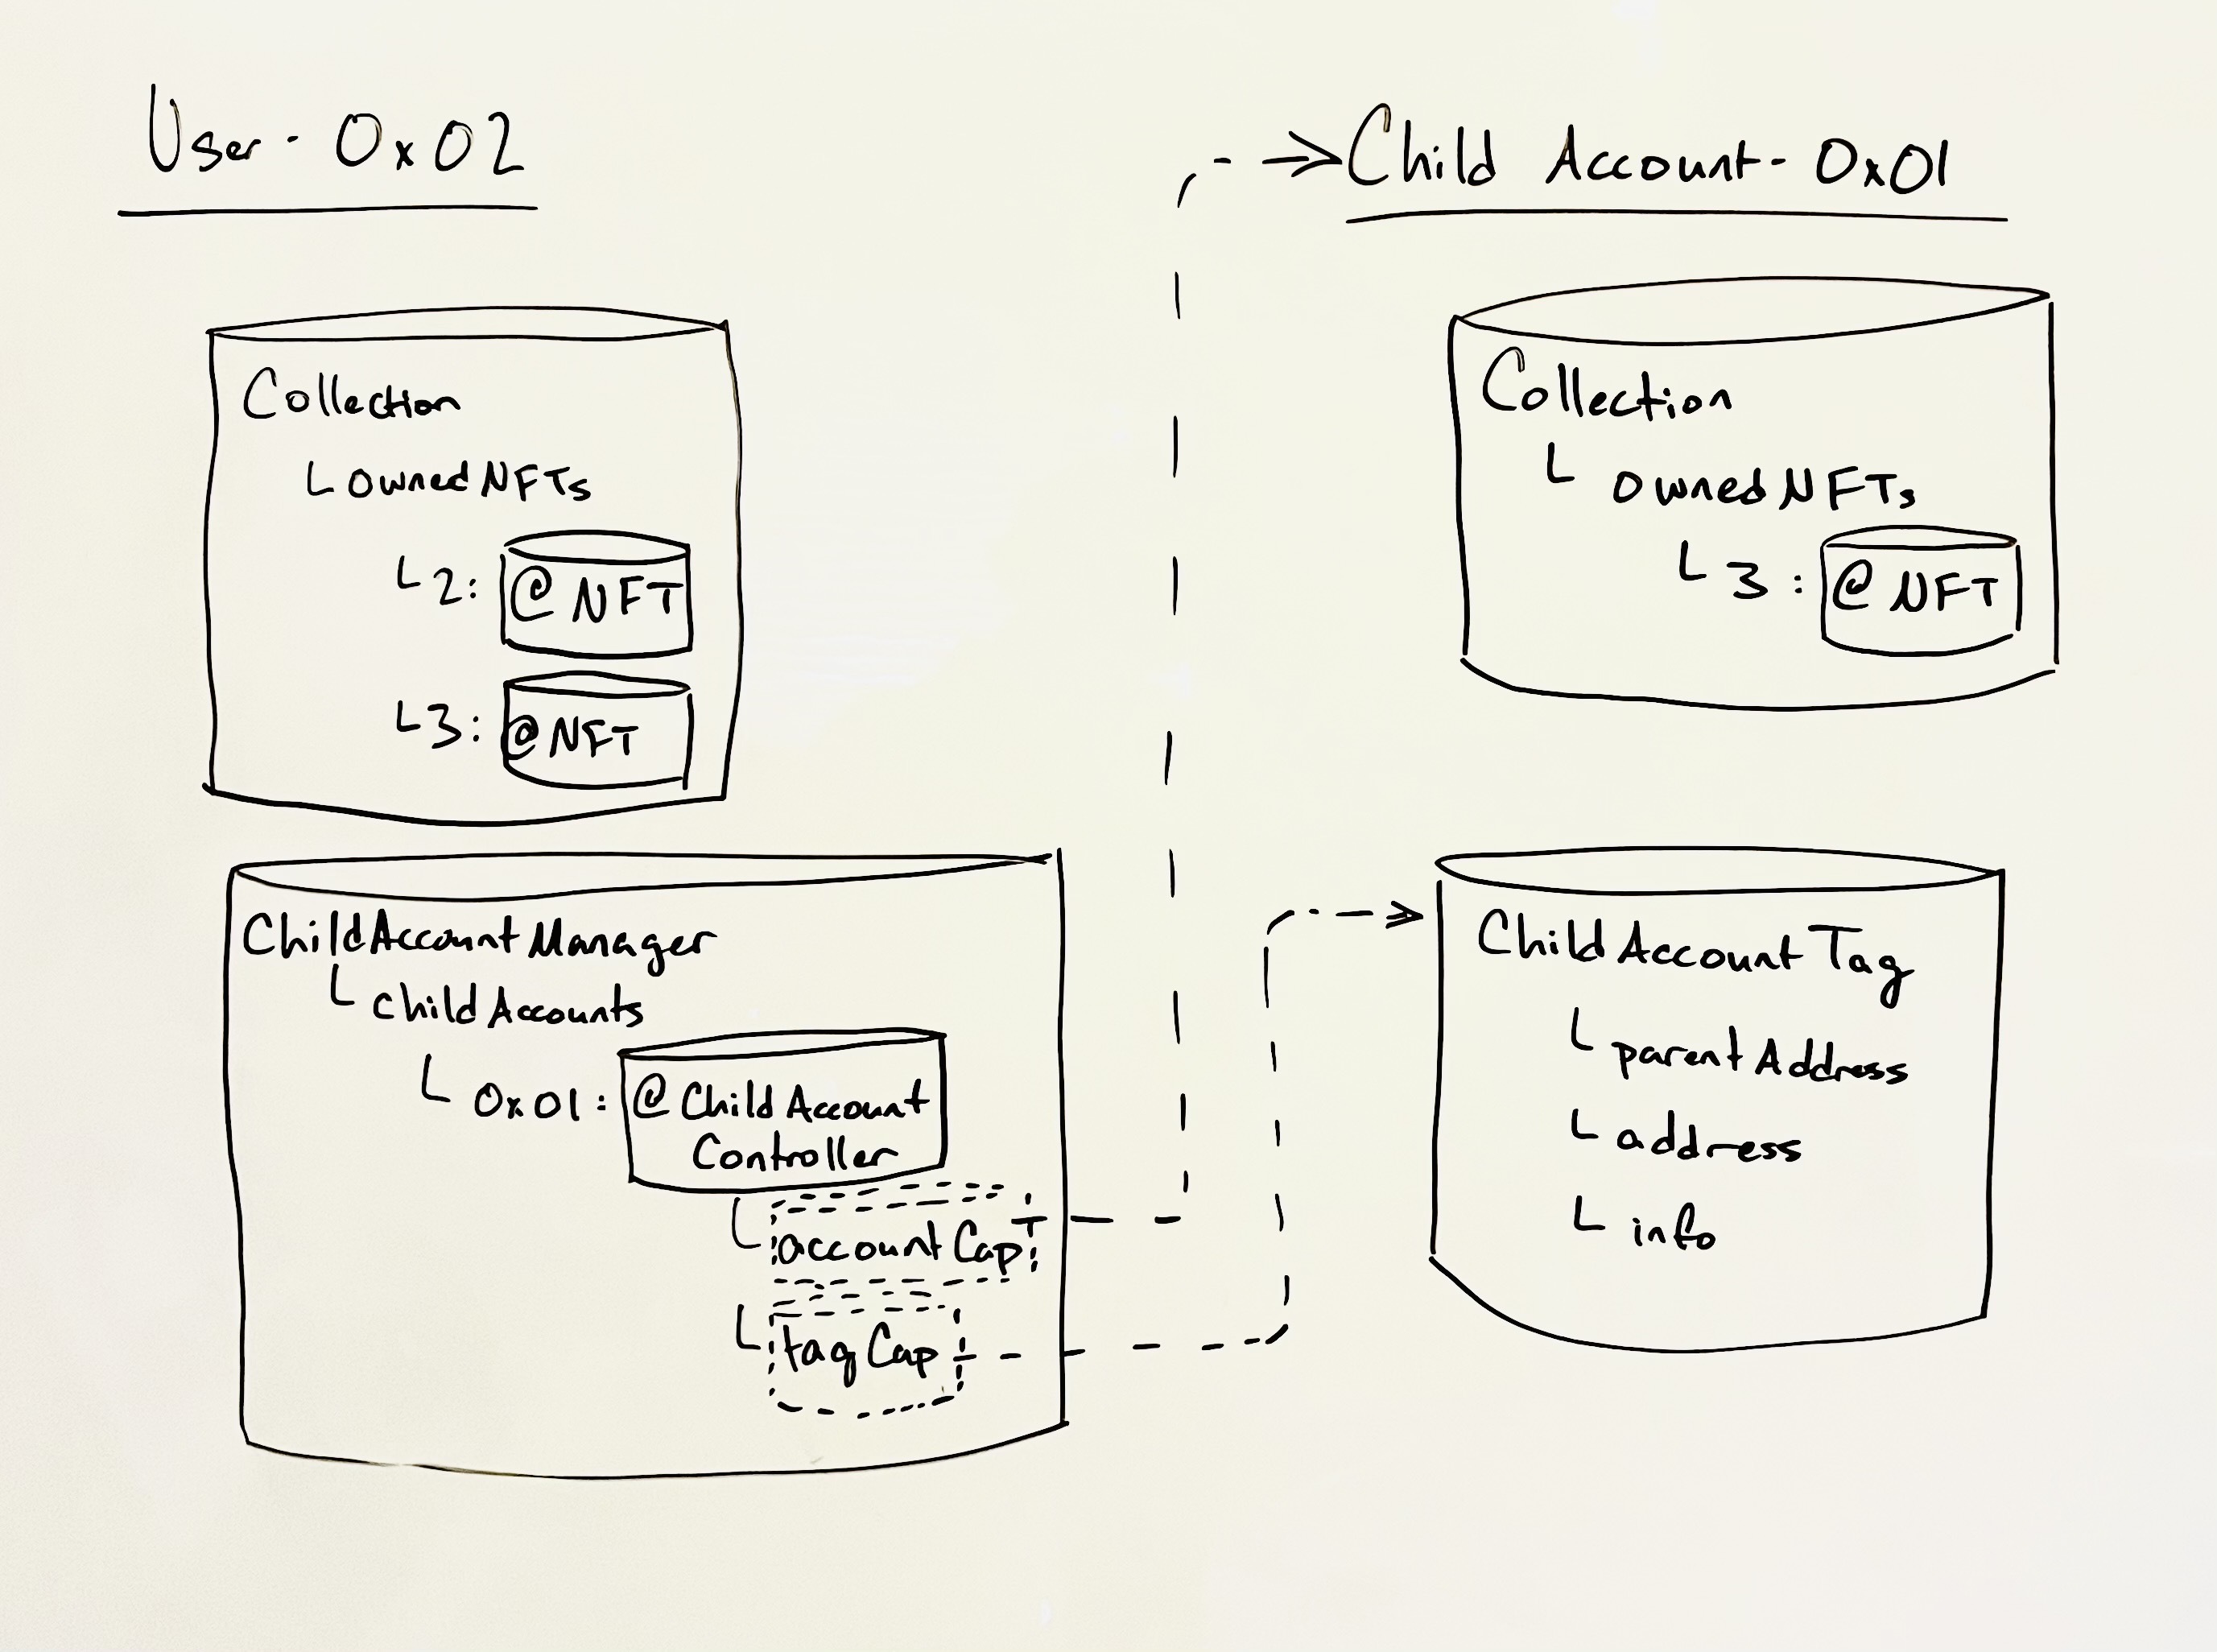 User - 0x02
Collection
ownedNFTs
2: @NFT
3: @NFT
ChildAccountManager
childAccounts
0x01: @ChildAccount
Controller
accountCap
tagCap
Child Account - 0x01
Collection
ownedNFTs
3: @NFT
ChildAccountTag
parentAddress
address
info